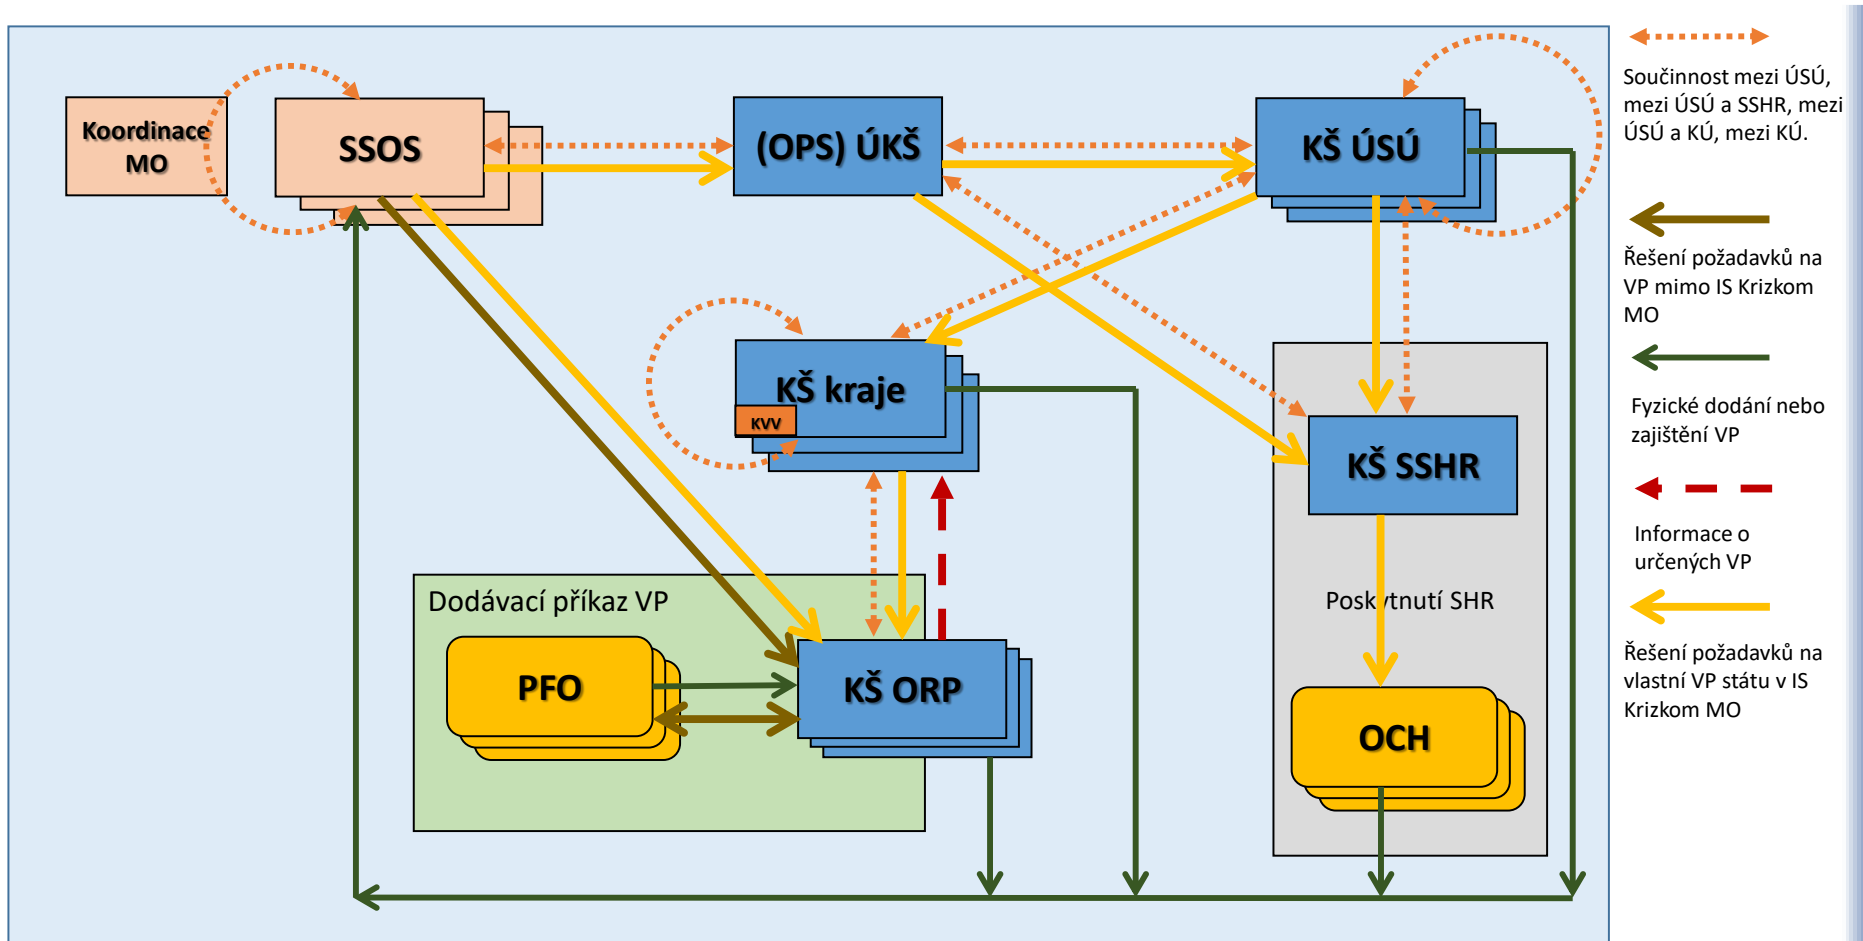 Koordinace
MO
SSOS
(OPS) ÚKŠ
KŠ ÚSÚ
KŠ kraje
KVV
KŠ SSHR
Dodávací příkaz VP
PFO
KŠ ORP
Poskytnutí SHR
OCH
Součinnost mezi ÚSÚ,
mezi ÚSÚ a SSHR, mezi
ÚSÚ a KÚ, mezi KÚ.
Řešení požadavků na
VP mimo IS Krizkom
MO
Fyzické dodání nebo
zajištění VP
Informace o
určených VP
Řešení požadavků na
vlastní VP státu v IS
Krizkom MO